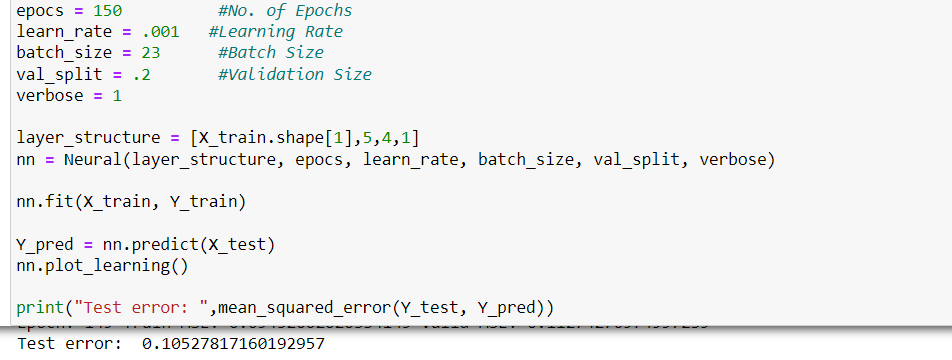 epocs = 150 #No. of Epochs
learn_rate = .001 #Learning Rate
batch_size = 23 #Batch Size
val_split = .2 #Validation Size
verbose = 1
layer_structure = [X_train.shape[1],5,4,1]
nn = Neural(layer_structure, epocs, learn_rate, batch_size, val_split, verbose)
nn.fit(X_train, Y_train)
Y_pred = nn.predict(X_test)
nn.plot_learning()
print("Test error: ",mean_squared_error(Y_test, Y_pred))
Test error: 0.10527817160192957